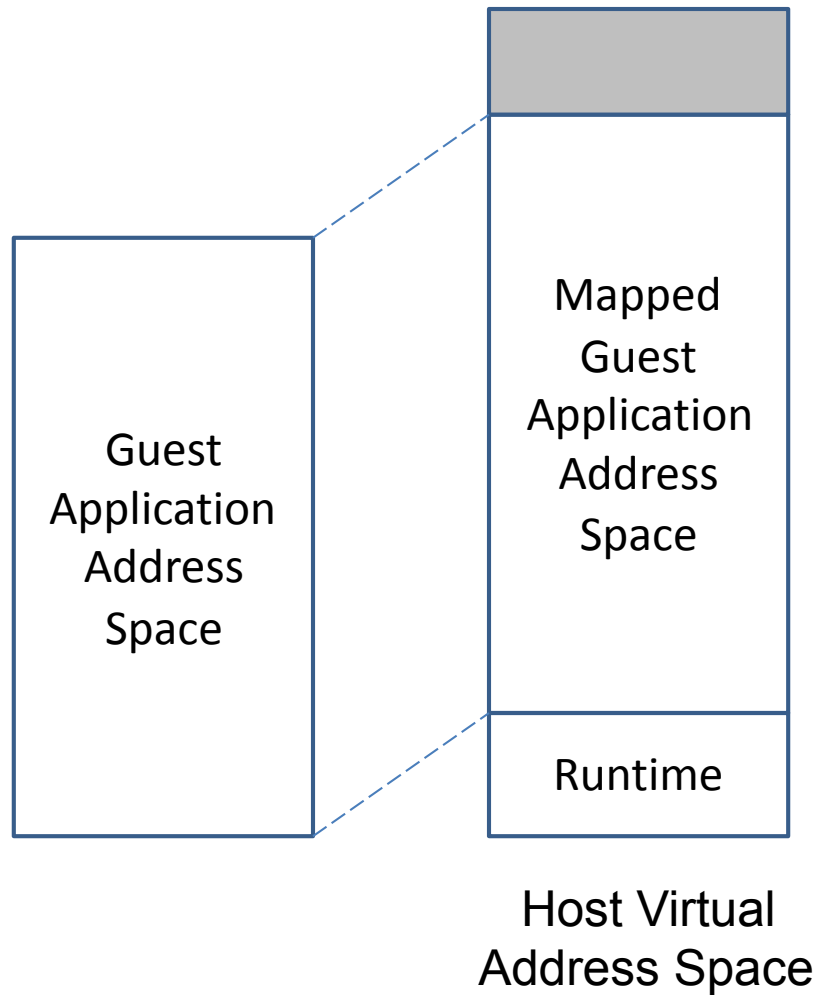 Guest
Application
Address
Space
Mapped
Guest
Application
Address
Space
Runtime
Host Virtual
Address Space